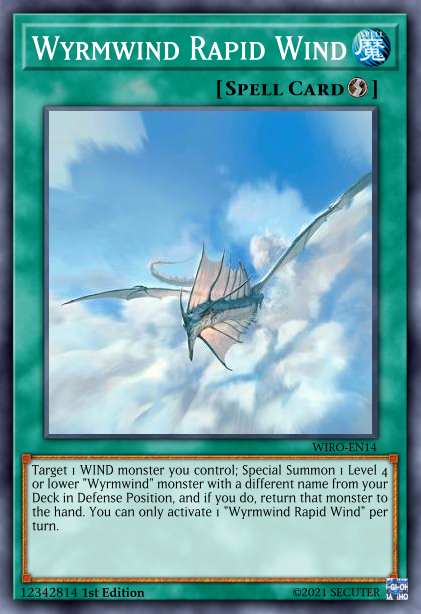 Wyrmwind Rapid Wind 魔
[Spell Card]
WIRO-EN14
Target 1 WIND monster you control; Special Summon 1 Level 4
or lower "Wyrmwind" monster with a different name from your
Deck in Defense Position, and if you do, return that monster to
the hand. You can only activate 1 "Wyrmwind Rapid Wind" per
turn.
12342814 1st Edition ©2021 SECUTER